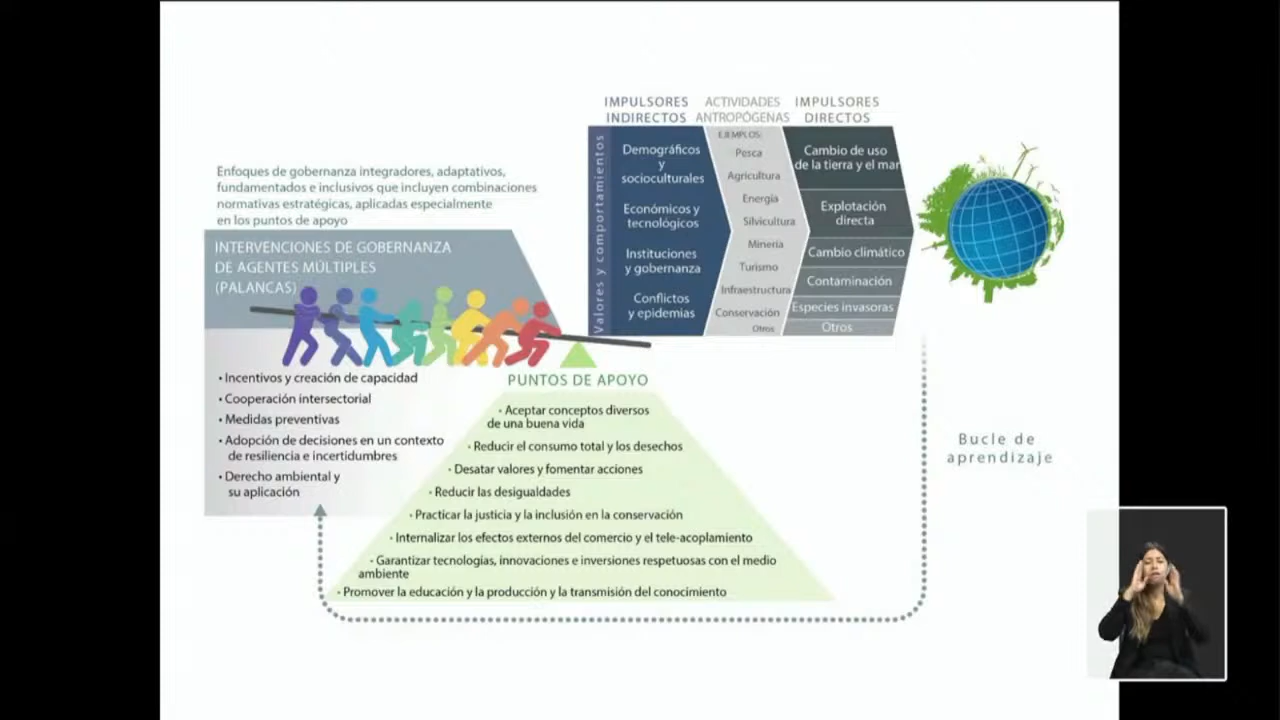 Enfoques de gobernanza integradores, adaptativos,
fundamentados e inclusivos que incluyen combinaciones
normativas estratégicas, aplicadas especialmente
en los puntos de apoyo
INTERVENCIONES DE GOBERNANZA
DE AGENTES MÚLTIPLES
(PALANCAS)
• Incentivos y creación de capacidad
• Cooperación intersectorial
• Medidas preventivas
• Adopción de decisiones en un contexto
de resiliencia e incertidumbres
• Derecho ambiental y
su aplicación
PUNTOS DE APOYO
• Aceptar conceptos diversos
de una buena vida
• Reducir el consumo total y los desechos
• Desatar valores y fomentar acciones
• Reducir las desigualdades
• Practicar la justicia y la inclusión en la conservación
• Internalizar los efectos externos del comercio y el tele-acoplamiento
• Garantizar tecnologías, innovaciones e inversiones respetuosas con el medio
ambiente
• Promover la educación y la producción y la transmisión del conocimiento
Valores y comportamientos
IMPULSORES
INDIRECTOS
Demográficos
y
socioculturales
Económicos y
tecnológicos
Instituciones
y gobernanza
Conflictos
y epidemias
ACTIVIDADES
ANTROPÓGENAS
EJEMPLOS:
Pesca
Agricultura
Energía
Silvicultura
Minería
Turismo
Infraestructura
Conservación
Otros
IMPULSORES
DIRECTOS
Cambio de uso
de la tierra y el mar
Explotación
directa
Cambio climático
Contaminación
Especies invasoras
Otros
Bucle de
aprendizaje